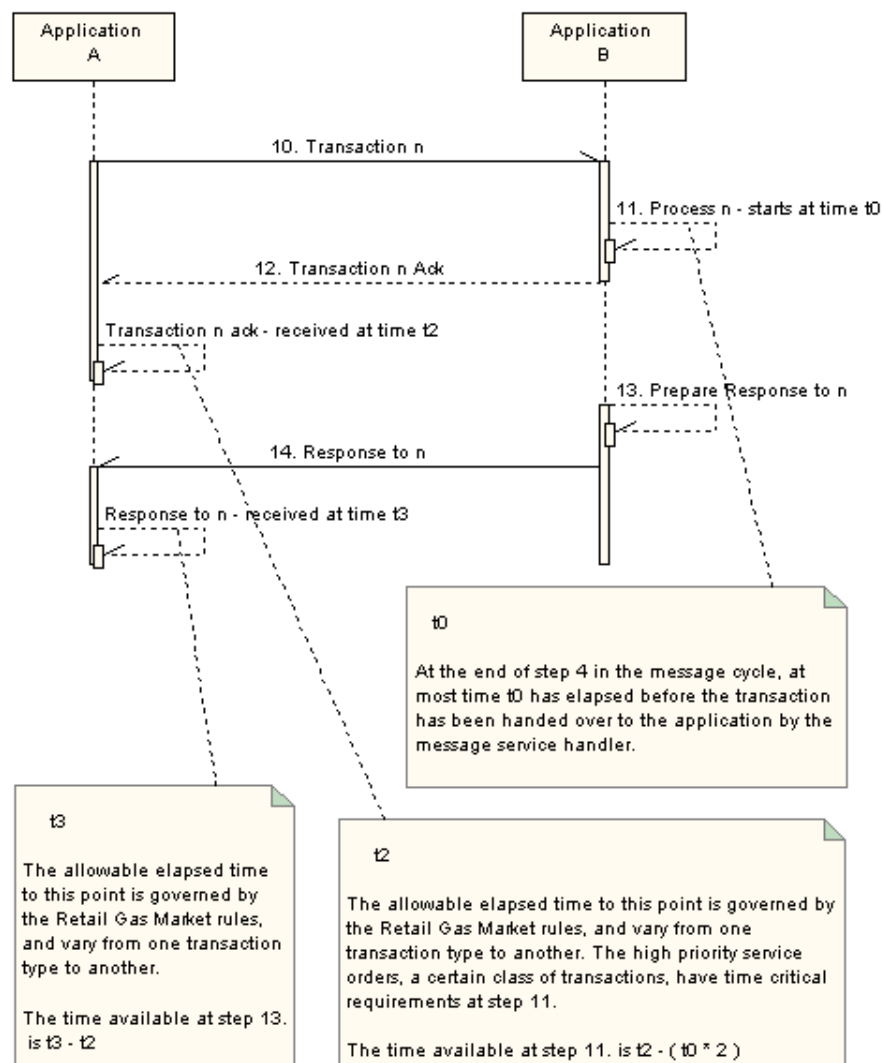 Application
A
Application
B
10. Transaction n
11. Process n - starts at time t0
12. Transaction n Ack
Transaction n ack - received at time t2
13. Prepare Response to n
14. Response to n
Response to n - received at time t3
t0
At the end of step 4 in the message cycle, at
most time t0 has elapsed before the transaction
has been handed over to the application by the
message service handler.
t3
The allowable elapsed time
to this point is governed by
the Retail Gas Market rules,
and vary from one transaction
type to another.
The time available at step 13.
is t3 - t2
t2
The allowable elapsed time to this point is governed by
the Retail Gas Market rules, and vary from one
transaction type to another. The high priority service
orders, a certain class of transactions, have time critical
requirements at step 11.
The time available at step 11. is t2 - ( t0 * 2 )